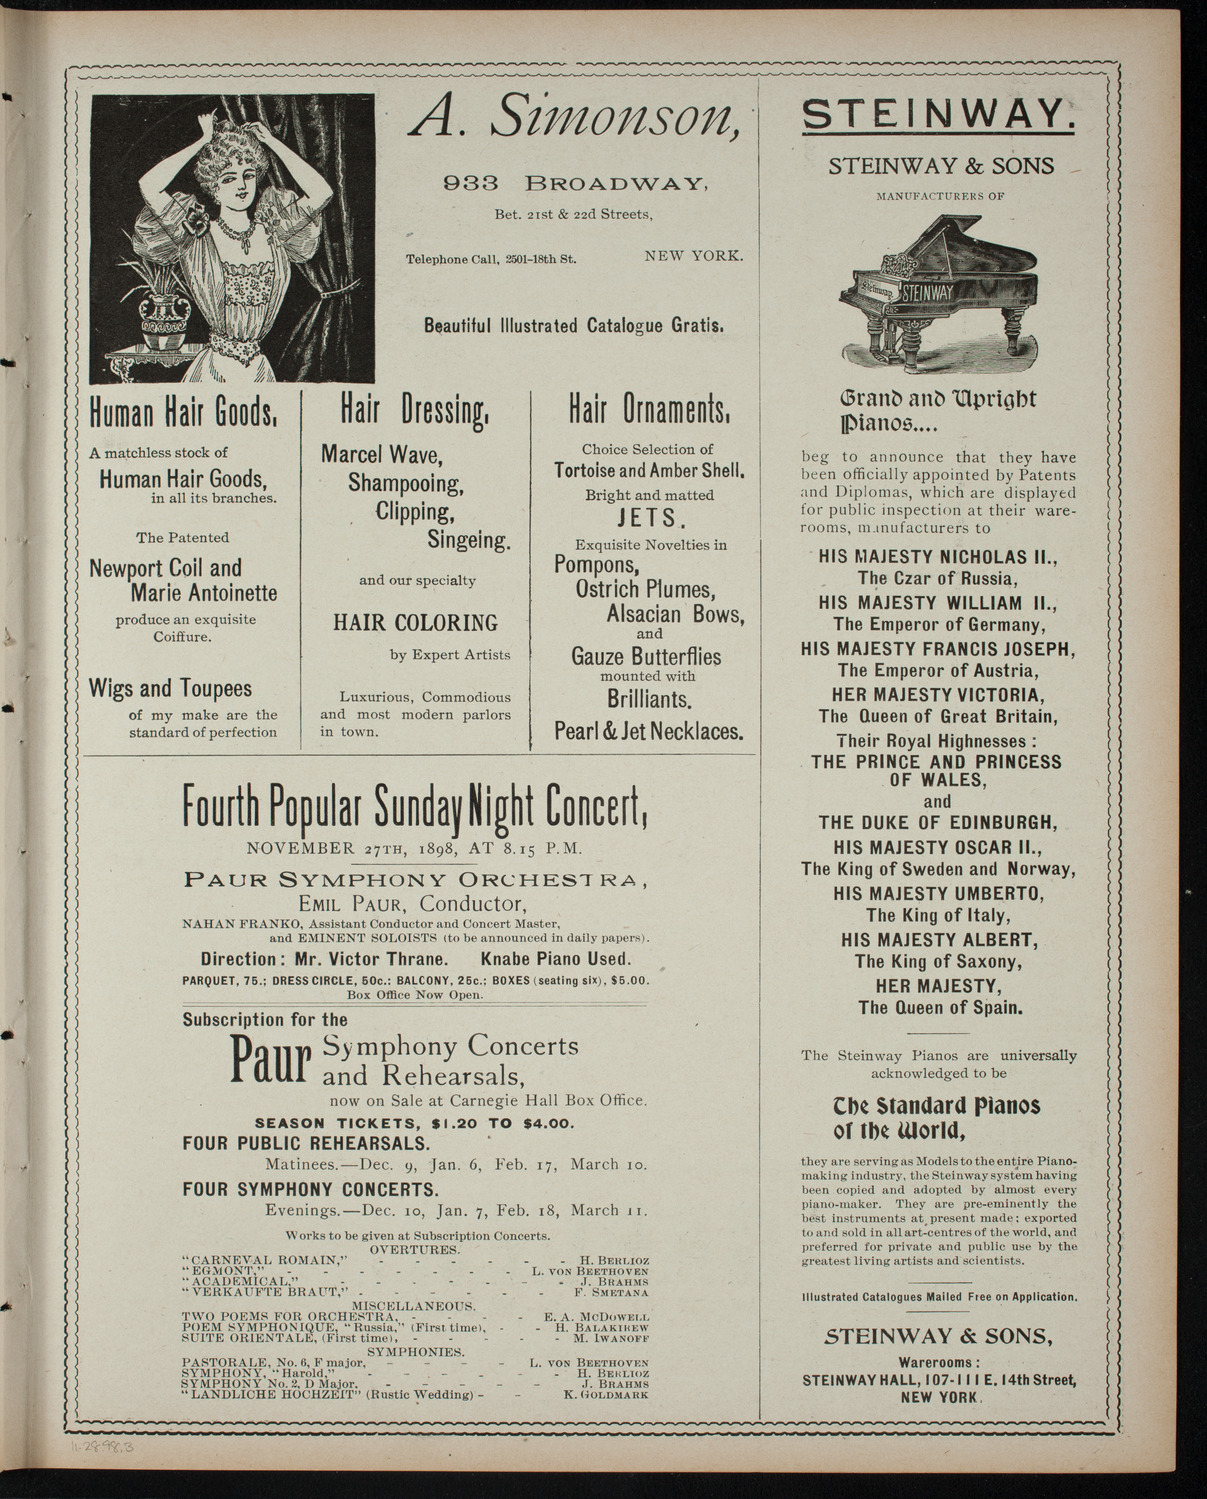 A. Simonson,
933 BROADWAY,
Bet. 21st & 22d Streets,
Telephone Call, 2501-18th St. NEW YORK.
Beautiful Illustrated Catalogue Gratis.
Human Hair Goods,
A matchless stock of
Human Hair Goods,
in all its branches.
The Patented
Newport Coil and
Marie Antoinette
produce an exquisite
Coiffure.
Wigs and Toupees
of my make are the
standard of perfection
Hair Dressing,
Marcel Wave,
Shampooing,
Clipping,
Singeing.
and our specialty
HAIR COLORING
by Expert Artists
Luxurious, Commodious
and most modern parlors
in town.
Hair Ornaments,
Choice Selection of
Tortoise and Amber Shell.
Bright and matted
JETS.
Exquisite Novelties in
Pompons,
Ostrich Plumes,
Alsacian Bows,
and
Gauze Butterflies
mounted with
Brilliants.
Pearl & Jet Necklaces.
Fourth Popular Sunday Night Concert,
NOVEMBER 27TH, 1898, AT 8.15 P.M.
PAUR SYMPHONY ORCHESTRA,
EMIL PAUR, Conductor,
NAHAN FRANKO, Assistant Conductor and Concert Master,
and EMINENT SOLOISTS (to be announced in daily papers).
Direction: Mr. Victor Thrane. Knabe Piano Used.
PARQUET, 75.; DRESS CIRCLE, 50c.; BALCONY, 25c.; BOXES (seating six), $5.00.
Box Office Now Open.
Subscription for the
Paur Symphony Concerts
and Rehearsals,
now on Sale at Carnegie Hall Box Office.
SEASON TICKETS, $1.20 TO $4.00.
FOUR PUBLIC REHEARSALS.
Matinees.—Dec. 9, Jan. 6, Feb. 17, March 10.
FOUR SYMPHONY CONCERTS.
Evenings.—Dec. 10, Jan. 7, Feb. 18, March 11.
Works to be given at Subscription Concerts.
OVERTURES.
"CARNEVAL ROMAIN," - - - - - - H. BERLIOZ
"EGMONT," - - - - - - - L. VON BEETHOVEN
"ACADEMICAL," - - - - - - J. BRAHMS
"VERKAUFTE BRAUT," - - - - - - F. SMETANA
MISCELLANEOUS.
TWO POEMS FOR ORCHESTRA, - - - - E. A. MCDOWELL
POEM SYMPHONIQUE, "Russia," (First time), - - H. BALAKIREW
SUITE ORIENTALE, (First time), - - - - - M. IWANOFF
SYMPHONIES.
PASTORALE, No. 6, F major, - - - - L. VON BEETHOVEN
SYMPHONY, "Harold," - - - - - - H. BERLIOZ
SYMPHONY No. 2, D Major, - - - - - J. BRAHMS
"LANDLICHE HOCHZEIT" (Rustic Wedding) - - K. GOLDMARK
STEINWAY.
STEINWAY & SONS
MANUFACTURERS OF
Steinway
STEINWAY
Grand and Upright
Pianos....
beg to announce that they have
been officially appointed by Patents
and Diplomas, which are displayed
for public inspection at their ware-
rooms, manufacturers to
HIS MAJESTY NICHOLAS II.,
The Czar of Russia,
HIS MAJESTY WILLIAM II.,
The Emperor of Germany,
HIS MAJESTY FRANCIS JOSEPH,
The Emperor of Austria,
HER MAJESTY VICTORIA,
The Queen of Great Britain,
Their Royal Highnesses:
THE PRINCE AND PRINCESS
OF WALES,
and
THE DUKE OF EDINBURGH,
HIS MAJESTY OSCAR II.,
The King of Sweden and Norway,
HIS MAJESTY UMBERTO,
The King of Italy,
HIS MAJESTY ALBERT,
The King of Saxony,
HER MAJESTY,
The Queen of Spain.
The Steinway Pianos are universally
acknowledged to be
The Standard Pianos
of the World,
they are serving as Models to the entire Piano-
making industry, the Steinway system having
been copied and adopted by almost every
piano-maker. They are pre-eminently the
best instruments at present made; exported
to and sold in all art-centres of the world, and
preferred for private and public use by the
greatest living artists and scientists.
Illustrated Catalogues Mailed Free on Application.
STEINWAY & SONS,
Warerooms:
STEINWAY HALL, 107-111 E. 14th Street,
NEW YORK.
11.28.98.3